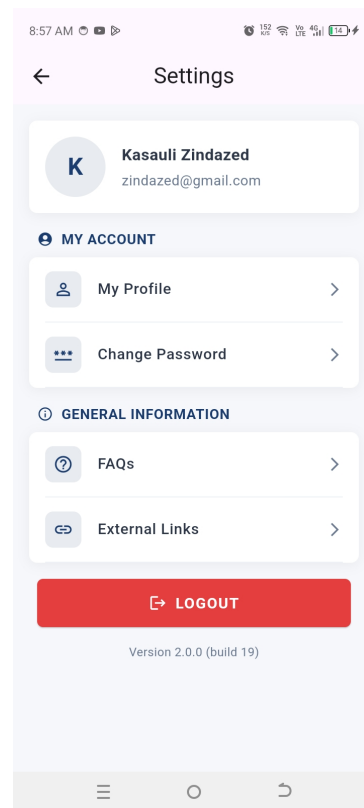 8:57 AM
152 K/S Vo LTE 4G 14
Settings
K
Kasauli Zindazed
zindazed@gmail.com
MY ACCOUNT
My Profile
*** Change Password
GENERAL INFORMATION
FAQs
External Links
LOGOUT
Version 2.0.0 (build 19)